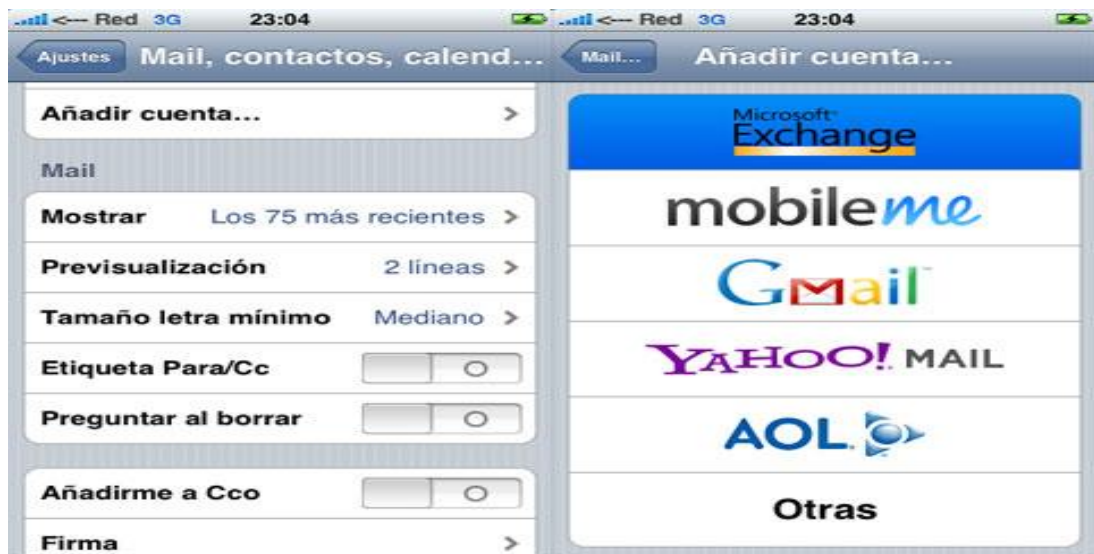 <--- Red 3G 23:04
Ajustes Mail, contactos, calend...
Añadir cuenta...
Mail
Mostrar Los 75 más recientes
Previsualización 2 líneas
Tamaño letra mínimo Mediano
Etiqueta Para/Cc
Preguntar al borrar
Añadirme a Cco
Firma
<--- Red 3G 23:04
Mail... Añadir cuenta...
Microsoft
Exchange
mobileme
GMail
YAHOO! MAIL
AOL
Otras